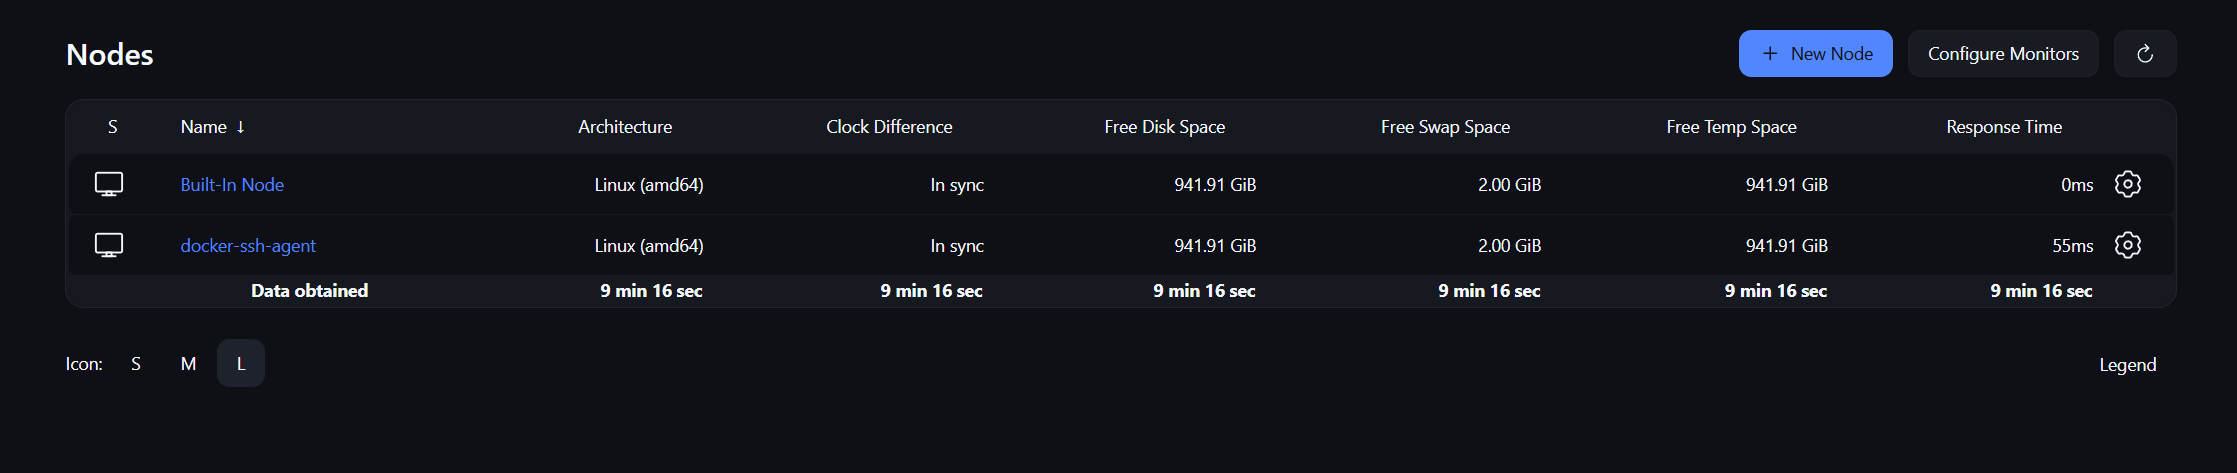 Nodes
+ New Node Configure Monitors
S Name ↓ Architecture Clock Difference Free Disk Space Free Swap Space Free Temp Space Response Time
Built-In Node Linux (amd64) In sync 941.91 GiB 2.00 GiB 941.91 GiB 0ms
docker-ssh-agent Linux (amd64) In sync 941.91 GiB 2.00 GiB 941.91 GiB 55ms
Data obtained 9 min 16 sec 9 min 16 sec 9 min 16 sec 9 min 16 sec 9 min 16 sec 9 min 16 sec
Icon: S M L Legend